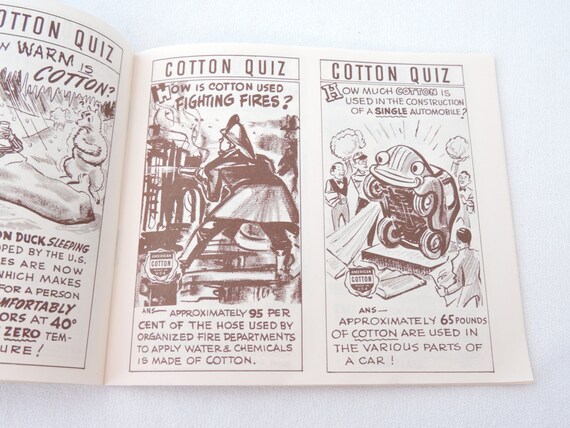 OTTON QUIZ
W WARM IS
COTTON?
ON DUCK SLEEPING
OPED BY THE U.S.
ES ARE NOW
WHICH MAKES
FOR A PERSON
OMFORTABLY
ORS AT 40°
ZERO TEM-
URE!
COTTON QUIZ
HOW IS COTTON USED
FIGHTING FIRES?
AMERICAN
COTTON
ANS—
APPROXIMATELY 95 PER
CENT OF THE HOSE USED BY
ORGANIZED FIRE DEPARTMENTS
TO APPLY WATER & CHEMICALS
IS MADE OF COTTON.
COTTON QUIZ
HOW MUCH COTTON IS
USED IN THE CONSTRUCTION
OF A SINGLE AUTOMOBILE?
AMERICAN
COTTON
ANS—
APPROXIMATELY 65 POUNDS
OF COTTON ARE USED IN
THE VARIOUS PARTS OF
A CAR!